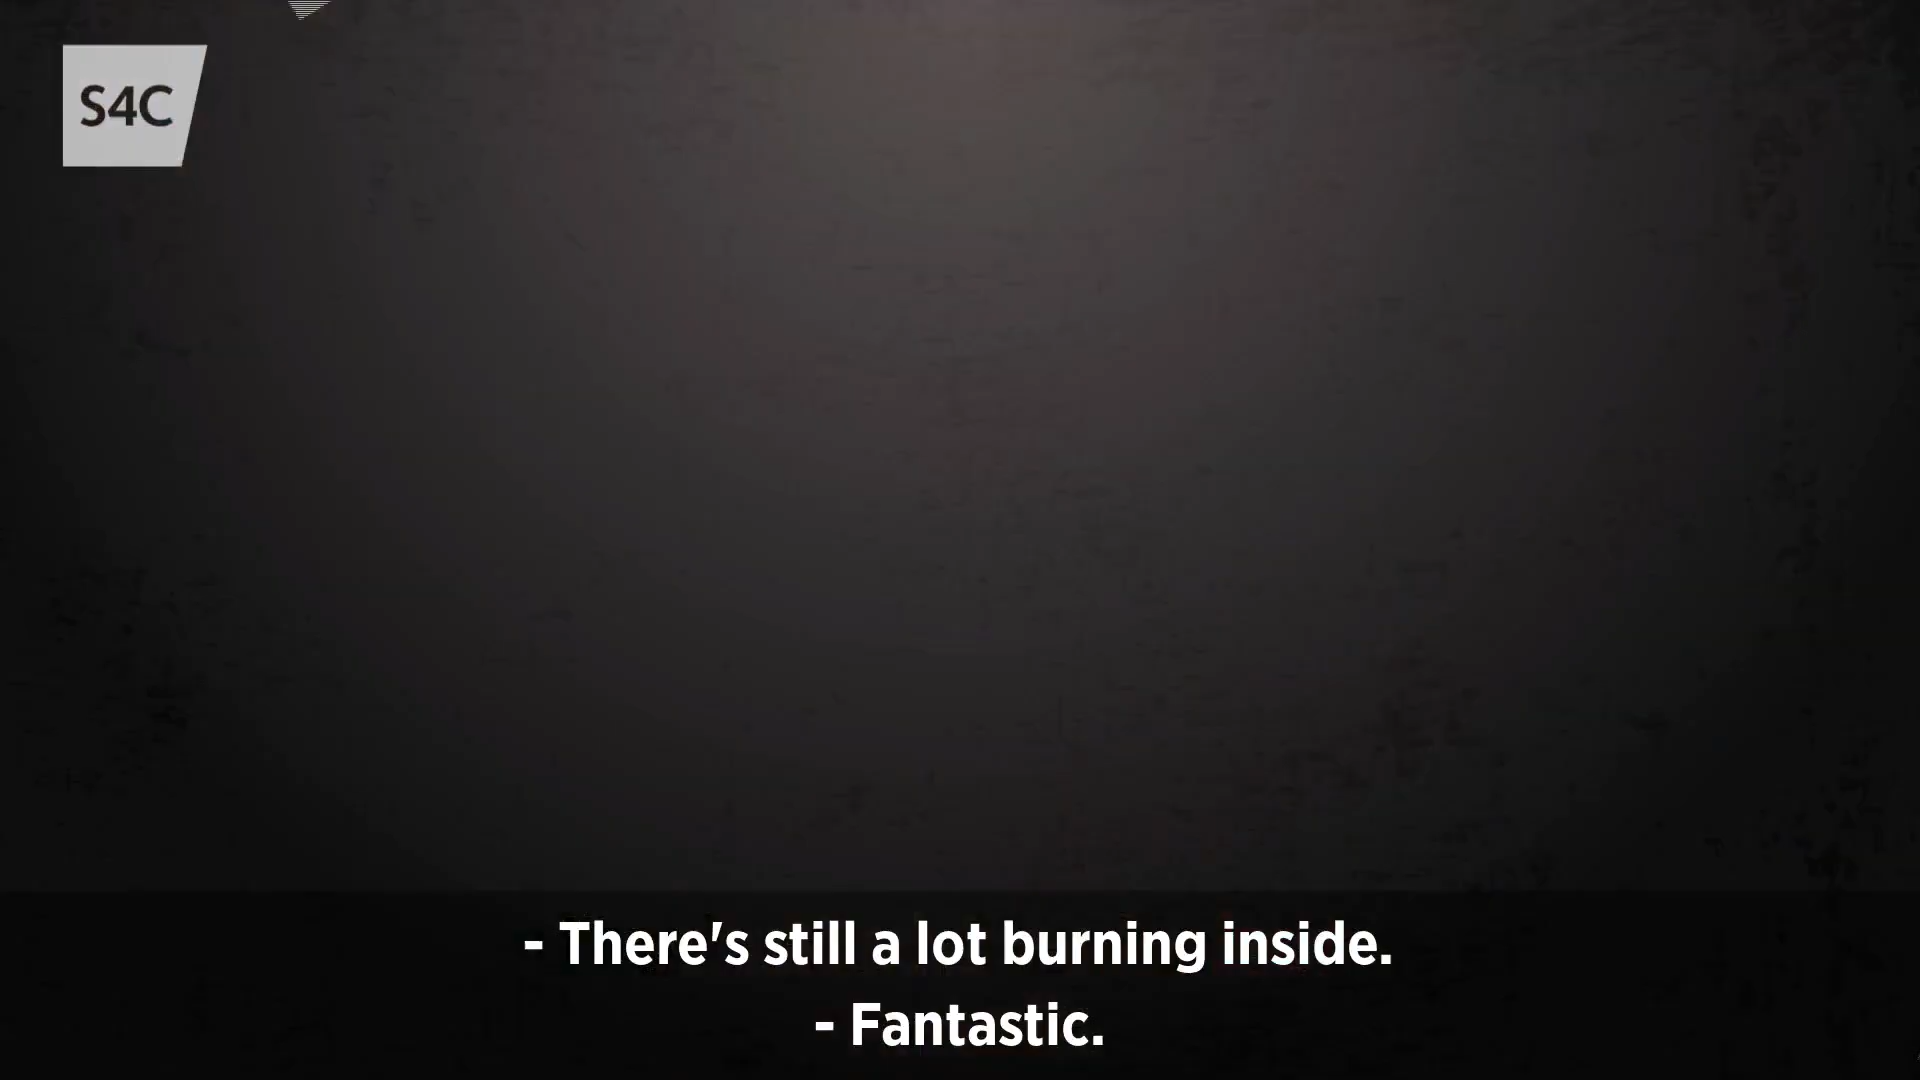 S4C
- There's still a lot burning inside.
- Fantastic.